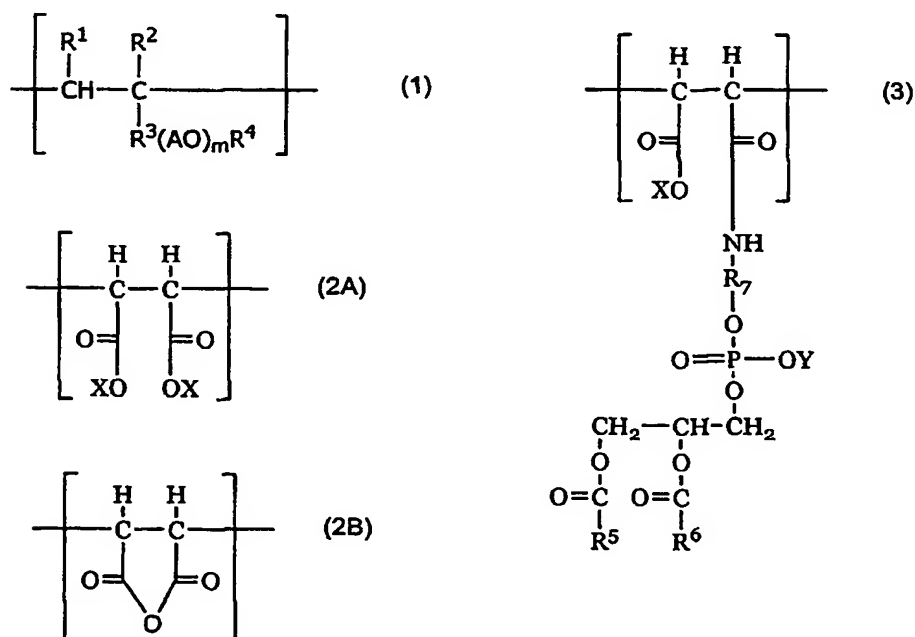 R¹ R²
CH C (1)
R³(AO)ₘR⁴
H H
C C (2A)
O=C C=O
XO OX
H H
C C (2B)
O O
O
H H
C C (3)
O=C C=O
XO
NH
R₇
O
O=P—OY
O
CH₂—CH—CH₂
O O
O=C O=C
R⁵ R⁶